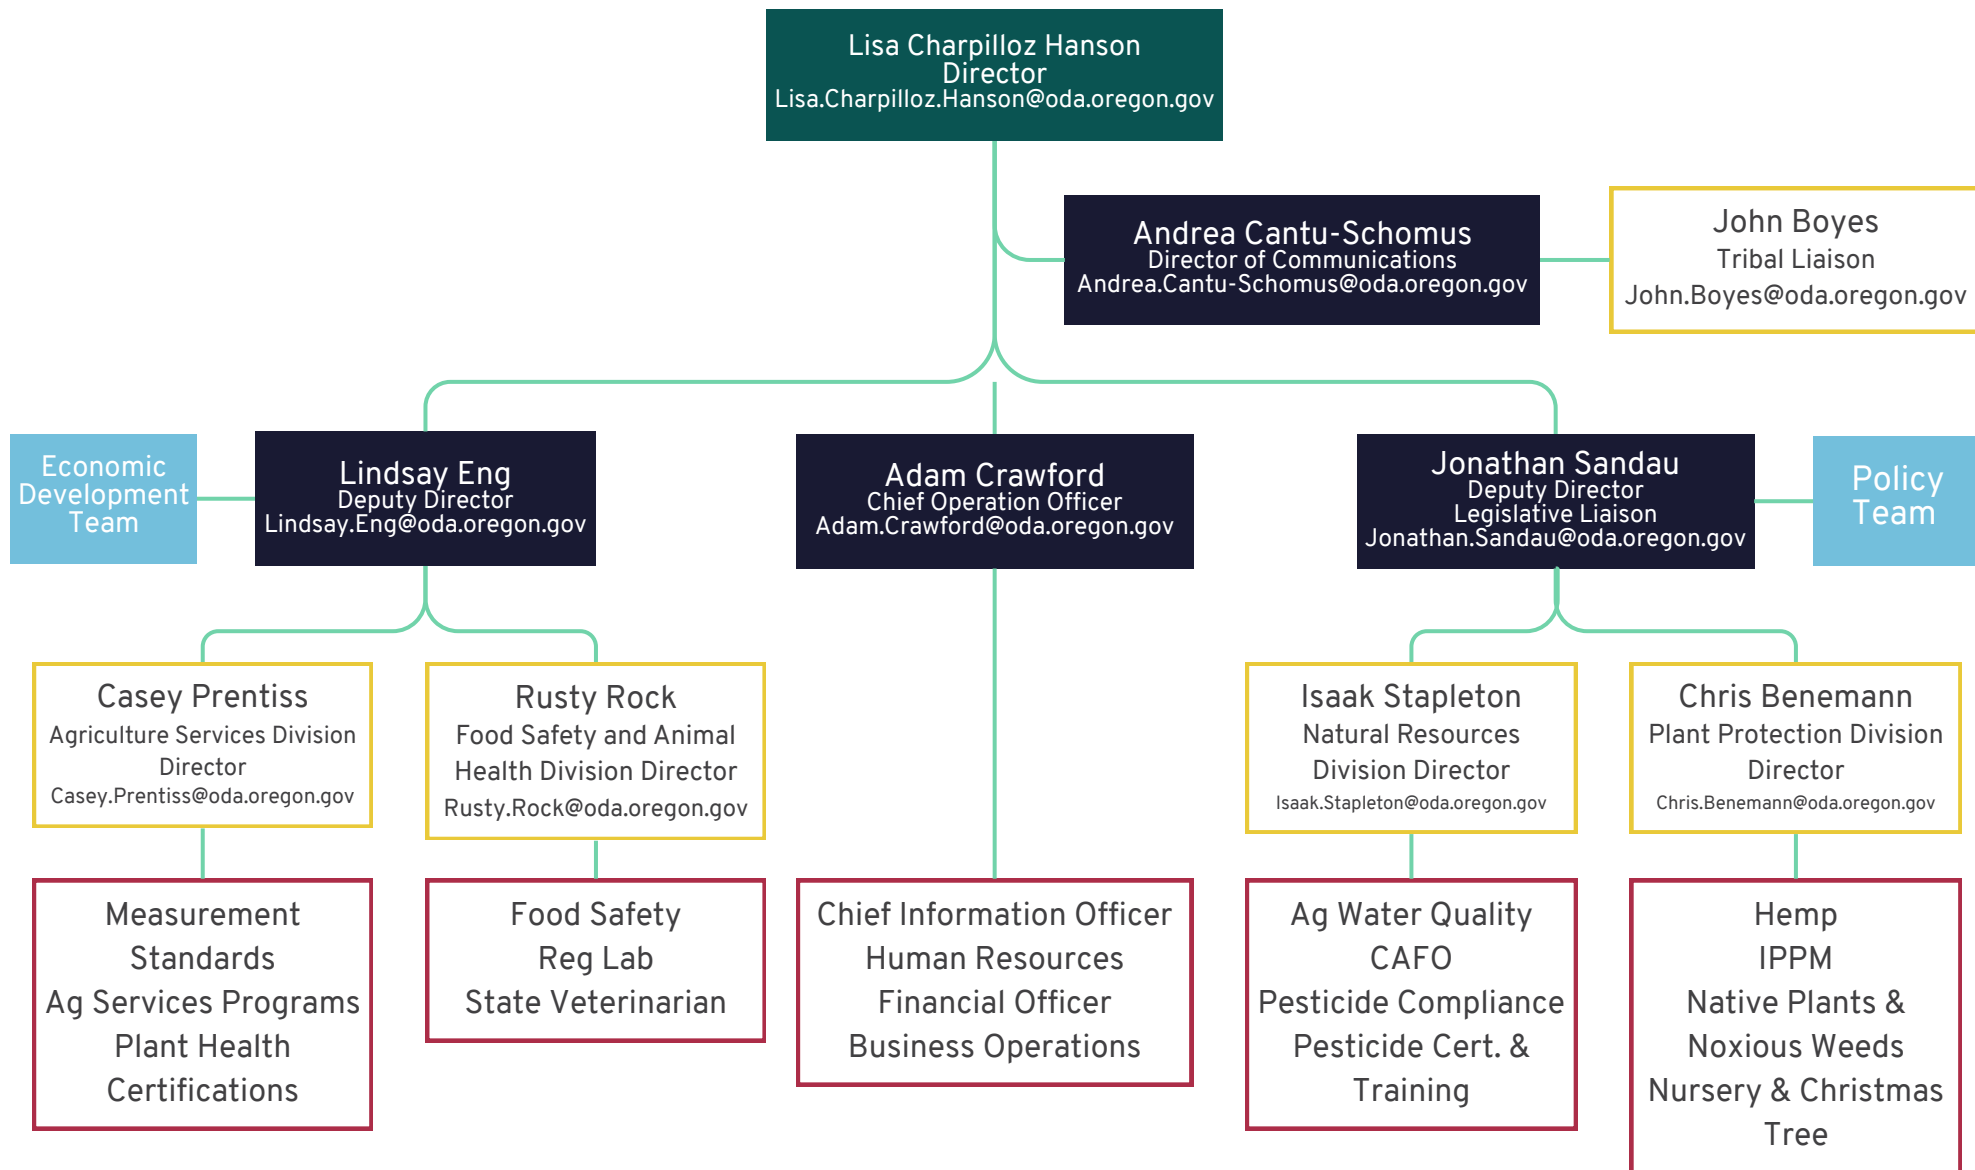 Lisa Charpilloz Hanson
Director
Lisa.Charpilloz.Hanson@oda.oregon.gov
Andrea Cantu-Schomus
Director of Communications
Andrea.Cantu-Schomus@oda.oregon.gov
John Boyes
Tribal Liaison
John.Boyes@oda.oregon.gov
Economic
Development
Team
Lindsay Eng
Deputy Director
Lindsay.Eng@oda.oregon.gov
Adam Crawford
Chief Operation Officer
Adam.Crawford@oda.oregon.gov
Jonathan Sandau
Deputy Director
Legislative Liaison
Jonathan.Sandau@oda.oregon.gov
Policy
Team
Casey Prentiss
Agriculture Services Division
Director
Casey.Prentiss@oda.oregon.gov
Rusty Rock
Food Safety and Animal
Health Division Director
Rusty.Rock@oda.oregon.gov
Isaak Stapleton
Natural Resources
Division Director
Isaak.Stapleton@oda.oregon.gov
Chris Benemann
Plant Protection Division
Director
Chris.Benemann@oda.oregon.gov
Measurement
Standards
Ag Services Programs
Plant Health
Certifications
Food Safety
Reg Lab
State Veterinarian
Chief Information Officer
Human Resources
Financial Officer
Business Operations
Ag Water Quality
CAFO
Pesticide Compliance
Pesticide Cert. &
Training
Hemp
IPPM
Native Plants &
Noxious Weeds
Nursery & Christmas
Tree